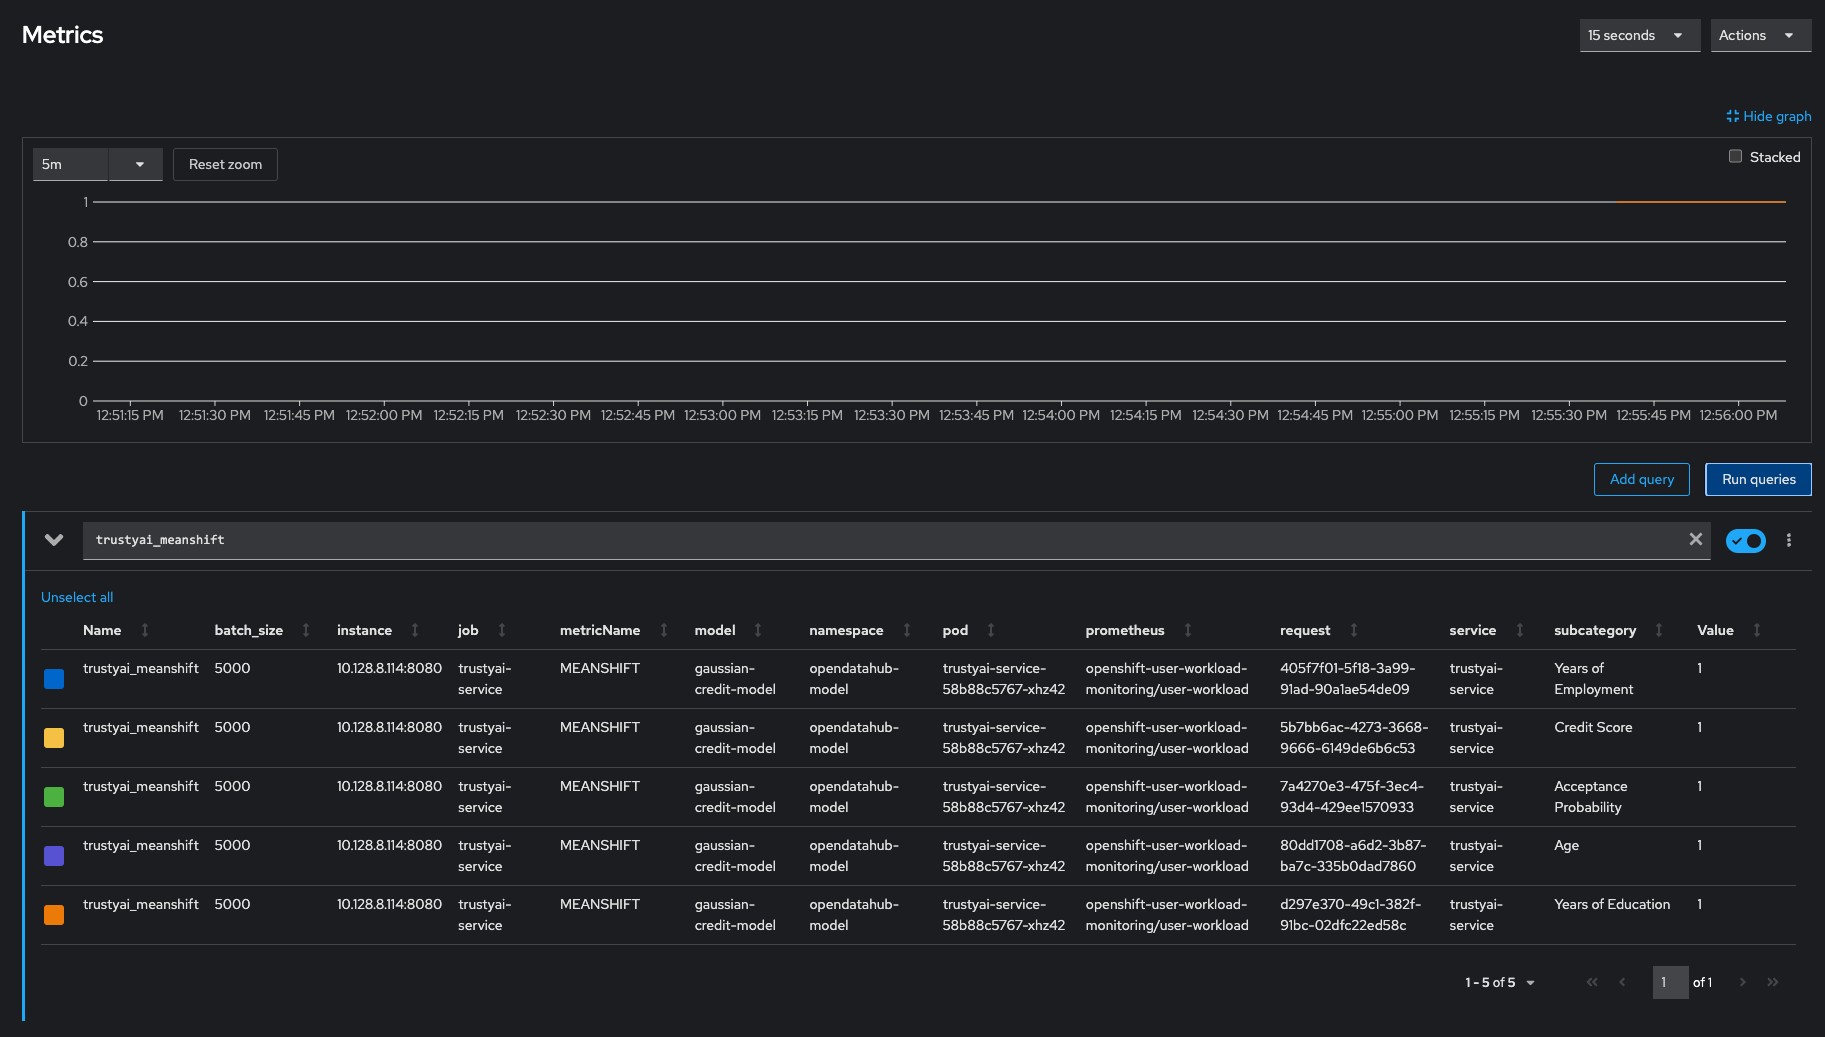 Metrics
15 seconds
Actions
Hide graph
5m
Reset zoom
Stacked
1
0.8
0.6
0.4
0.2
0
12:51:15 PM 12:51:30 PM 12:51:45 PM 12:52:00 PM 12:52:15 PM 12:52:30 PM 12:52:45 PM 12:53:00 PM 12:53:15 PM 12:53:30 PM 12:53:45 PM 12:54:00 PM 12:54:15 PM 12:54:30 PM 12:54:45 PM 12:55:00 PM 12:55:15 PM 12:55:30 PM 12:55:45 PM 12:56:00 PM
Add query
Run queries
trustyai_meanshift
Unselect all
Name batch_size instance job metricName model namespace pod prometheus request service subcategory Value
trustyai_meanshift 5000 10.128.8.114:8080 trustyai- MEANSHIFT gaussian- opendatahub- trustyai-service- openshift-user-workload- 405f7f01-5f18-3a99- trustyai- Years of 1
service credit-model model 58b88c5767-xhz42 monitoring/user-workload 91ad-90a1ae54de09 service Employment
trustyai_meanshift 5000 10.128.8.114:8080 trustyai- MEANSHIFT gaussian- opendatahub- trustyai-service- openshift-user-workload- 5b7bb6ac-4273-3668- trustyai- Credit Score 1
service credit-model model 58b88c5767-xhz42 monitoring/user-workload 9666-6149de6b6c53 service
trustyai_meanshift 5000 10.128.8.114:8080 trustyai- MEANSHIFT gaussian- opendatahub- trustyai-service- openshift-user-workload- 7a4270e3-475f-3ec4- trustyai- Acceptance 1
service credit-model model 58b88c5767-xhz42 monitoring/user-workload 93d4-429ee1570933 service Probability
trustyai_meanshift 5000 10.128.8.114:8080 trustyai- MEANSHIFT gaussian- opendatahub- trustyai-service- openshift-user-workload- 80dd1708-a6d2-3b87- trustyai- Age 1
service credit-model model 58b88c5767-xhz42 monitoring/user-workload ba7c-335b0dad7860 service
trustyai_meanshift 5000 10.128.8.114:8080 trustyai- MEANSHIFT gaussian- opendatahub- trustyai-service- openshift-user-workload- d297e370-49c1-382f- trustyai- Years of Education 1
service credit-model model 58b88c5767-xhz42 monitoring/user-workload 91bc-02dfc22ed58c service
1 - 5 of 5
1 of 1